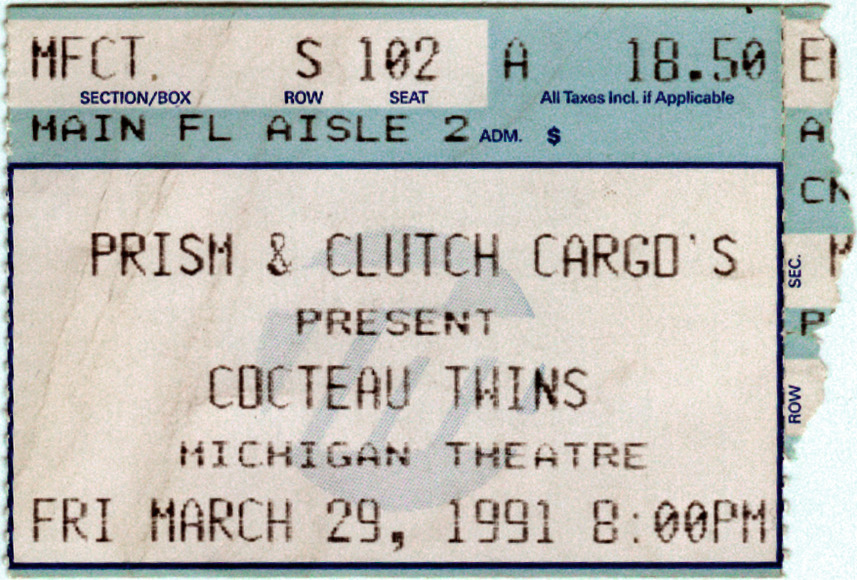 MFCT. S 102 A 18.50 E
SECTION/BOX ROW SEAT All Taxes Incl. if Applicable
MAIN FL AISLE 2 ADM. $ A
CN
PRISM & CLUTCH CARGO'S SEC. M
PRESENT P
COCTEAU TWINS ROW
MICHIGAN THEATRE
FRI MARCH 29, 1991 8:00PM